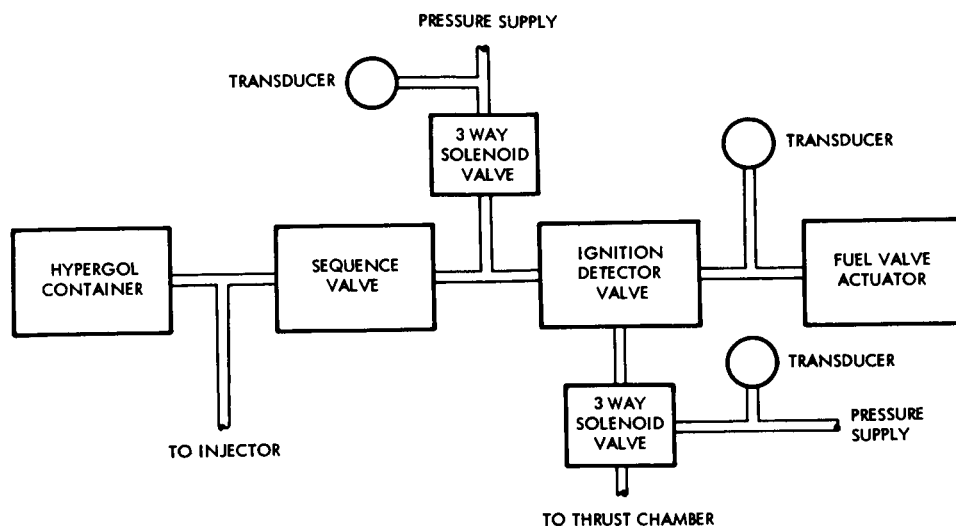 PRESSURE SUPPLY
TRANSDUCER
3 WAY
SOLENOID
VALVE
TRANSDUCER
HYPERGOL
CONTAINER
SEQUENCE
VALVE
IGNITION
DETECTOR
VALVE
FUEL VALVE
ACTUATOR
TRANSDUCER
3 WAY
SOLENOID
VALVE
PRESSURE
SUPPLY
TO INJECTOR
TO THRUST CHAMBER